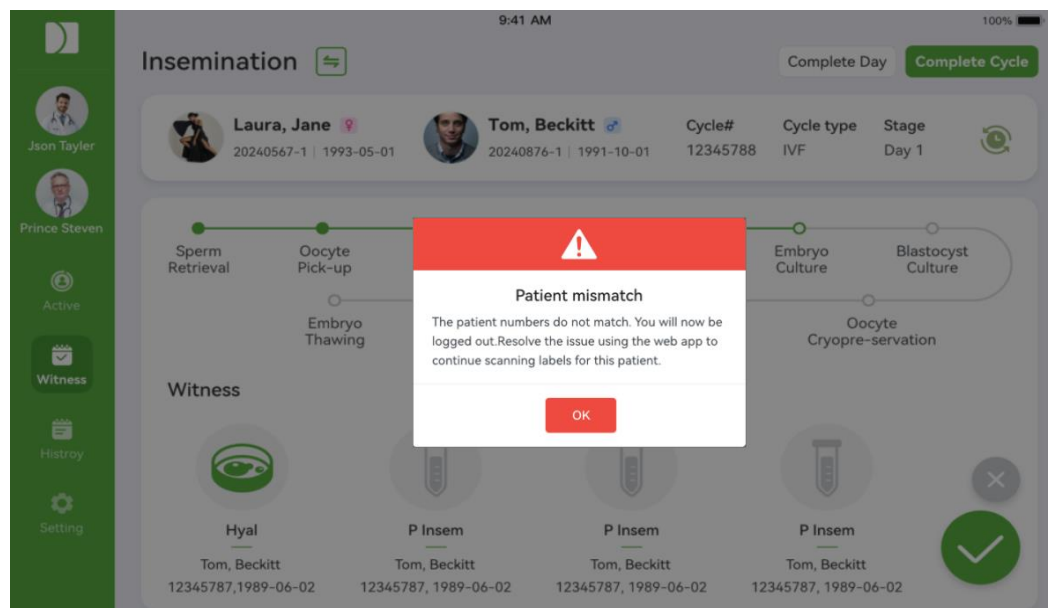 9:41 AM
100%
Insemination
Complete Day
Complete Cycle
Json Tayler
Prince Steven
Active
Witness
Histroy
Setting
Laura, Jane
20240567-1 | 1993-05-01
Tom, Beckitt
20240876-1 | 1991-10-01
Cycle#
12345788
Cycle type
IVF
Stage
Day 1
Sperm
Retrieval
Oocyte
Pick-up
Embryo
Culture
Blastocyst
Culture
Embryo
Thawing
Oocyte
Cryopre-servation
Patient mismatch
The patient numbers do not match. You will now be
logged out.Resolve the issue using the web app to
continue scanning labels for this patient.
OK
Witness
Hyal
Tom, Beckitt
12345787,1989-06-02
P Insem
Tom, Beckitt
12345787, 1989-06-02
P Insem
Tom, Beckitt
12345787, 1989-06-02
P Insem
Tom, Beckitt
12345787, 1989-06-02